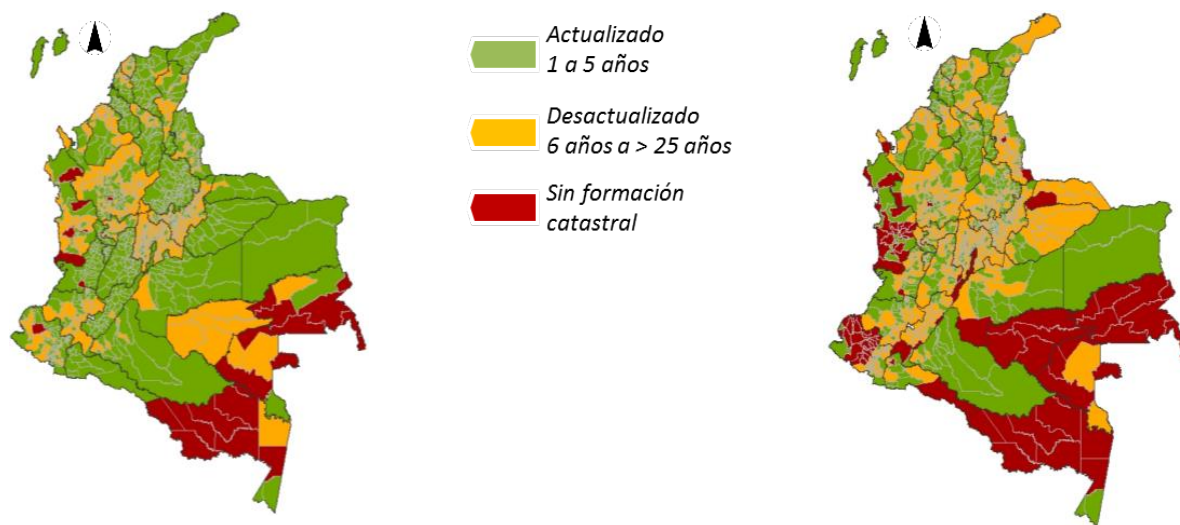 Actualizado
1 a 5 años
Desactualizado
6 años a > 25 años
Sin formación
catastral